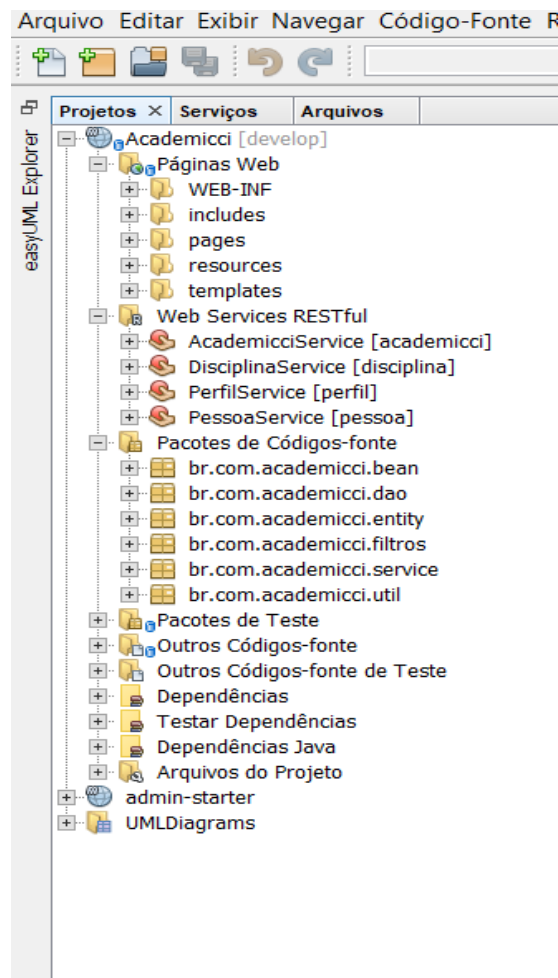 Arquivo Editar Exibir Navegar Código-Fonte R
Projetos Serviços Arquivos
easyUML Explorer
Academicci [develop]
Páginas Web
WEB-INF
includes
pages
resources
templates
Web Services RESTful
AcademicciService [academicci]
DisciplinaService [disciplina]
PerfilService [perfil]
PessoaService [pessoa]
Pacotes de Códigos-fonte
br.com.academicci.bean
br.com.academicci.dao
br.com.academicci.entity
br.com.academicci.filtros
br.com.academicci.service
br.com.academicci.util
Pacotes de Teste
Outros Códigos-fonte
Outros Códigos-fonte de Teste
Dependências
Testar Dependências
Dependências Java
Arquivos do Projeto
admin-starter
UMLDiagrams